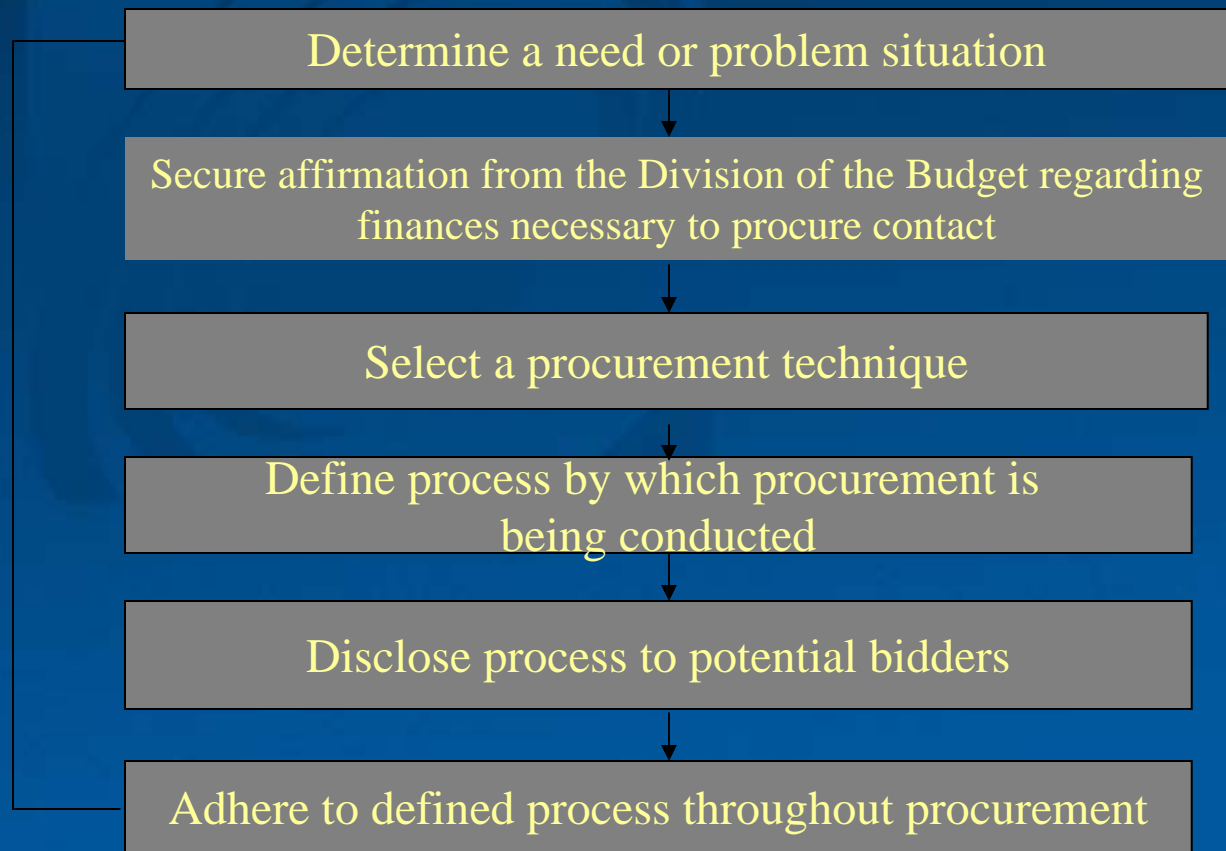 Determine a need or problem situation
Secure affirmation from the Division of the Budget regarding
finances necessary to procure contact
Select a procurement technique
Define process by which procurement is
being conducted
Disclose process to potential bidders
Adhere to defined process throughout procurement